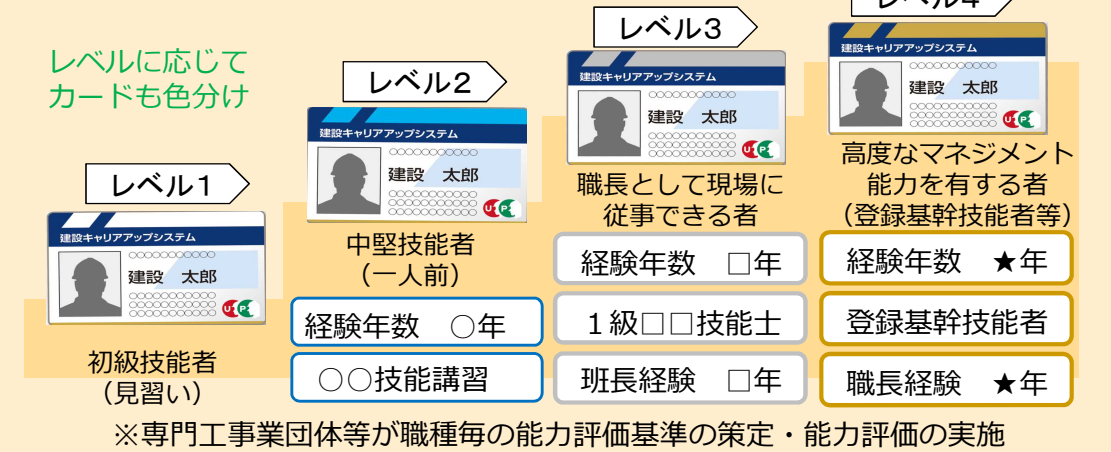 レベルに応じて
カードも色分け
レベル1
建設キャリアアップシステム
○○○○○○○○○○
建設 太郎
○○○○○○○○○○
○○○○○○○○○○
初級技能者
（見習い）
レベル2
建設キャリアアップシステム
○○○○○○○○○○
建設 太郎
○○○○○○○○○○
○○○○○○○○○○
中堅技能者
（一人前）
経験年数 ○年
○○技能講習
レベル3
建設キャリアアップシステム
○○○○○○○○○○
建設 太郎
○○○○○○○○○○
○○○○○○○○○○
職長として現場に
従事できる者
経験年数 □年
１級□□技能士
班長経験 □年
レベル4
建設キャリアアップシステム
○○○○○○○○○○
建設 太郎
○○○○○○○○○○
○○○○○○○○○○
高度なマネジメント
能力を有する者
（登録基幹技能者等）
経験年数 ★年
登録基幹技能者
職長経験 ★年
※専門工事業団体等が職種毎の能力評価基準の策定・能力評価の実施